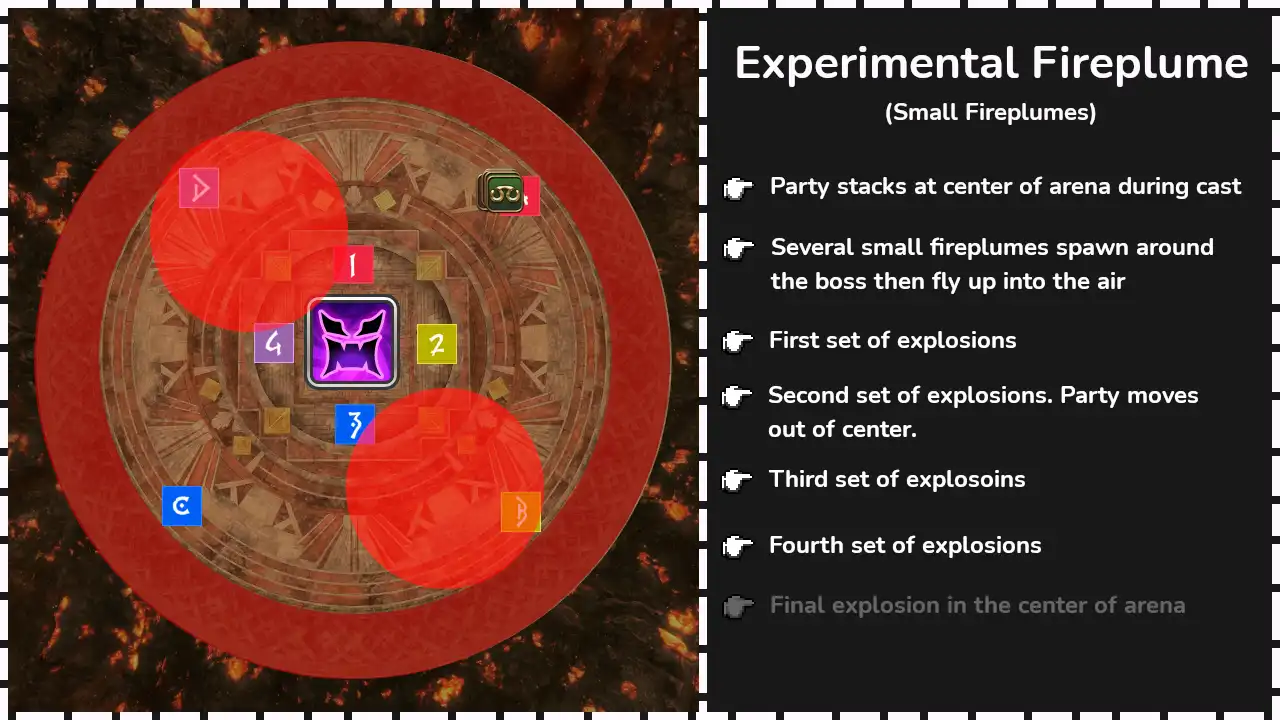 Experimental Fireplume
(Small Fireplumes)
Party stacks at center of arena during cast
Several small fireplumes spawn around
the boss then fly up into the air
First set of explosions
Second set of explosions. Party moves
out of center.
Third set of explosoins
Fourth set of explosions
Final explosion in the center of arena
D
1
4
2
3
C
B